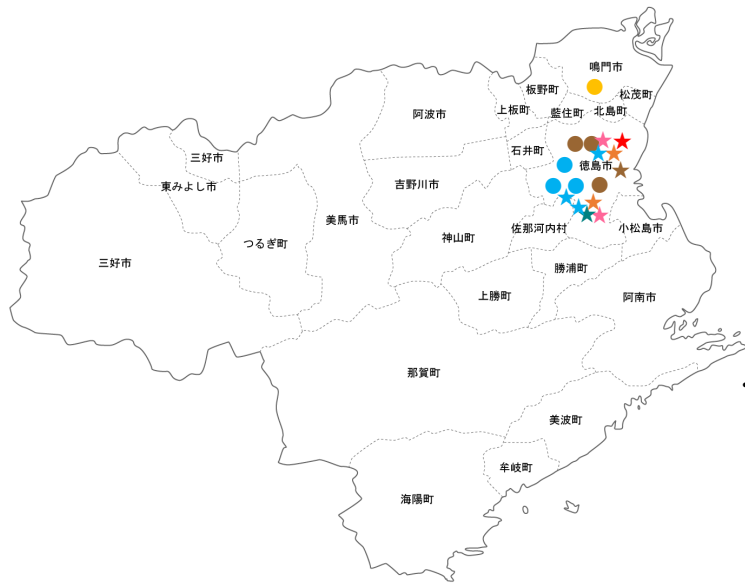 鳴門市
板野町
松茂町
上板町
藍住町
北島町
阿波市
石井町
三好市
徳島市
東みよし市
吉野川市
美馬市
佐那河内村
小松島市
神山町
つるぎ町
三好市
勝浦町
上勝町
阿南市
那賀町
美波町
牟岐町
海陽町